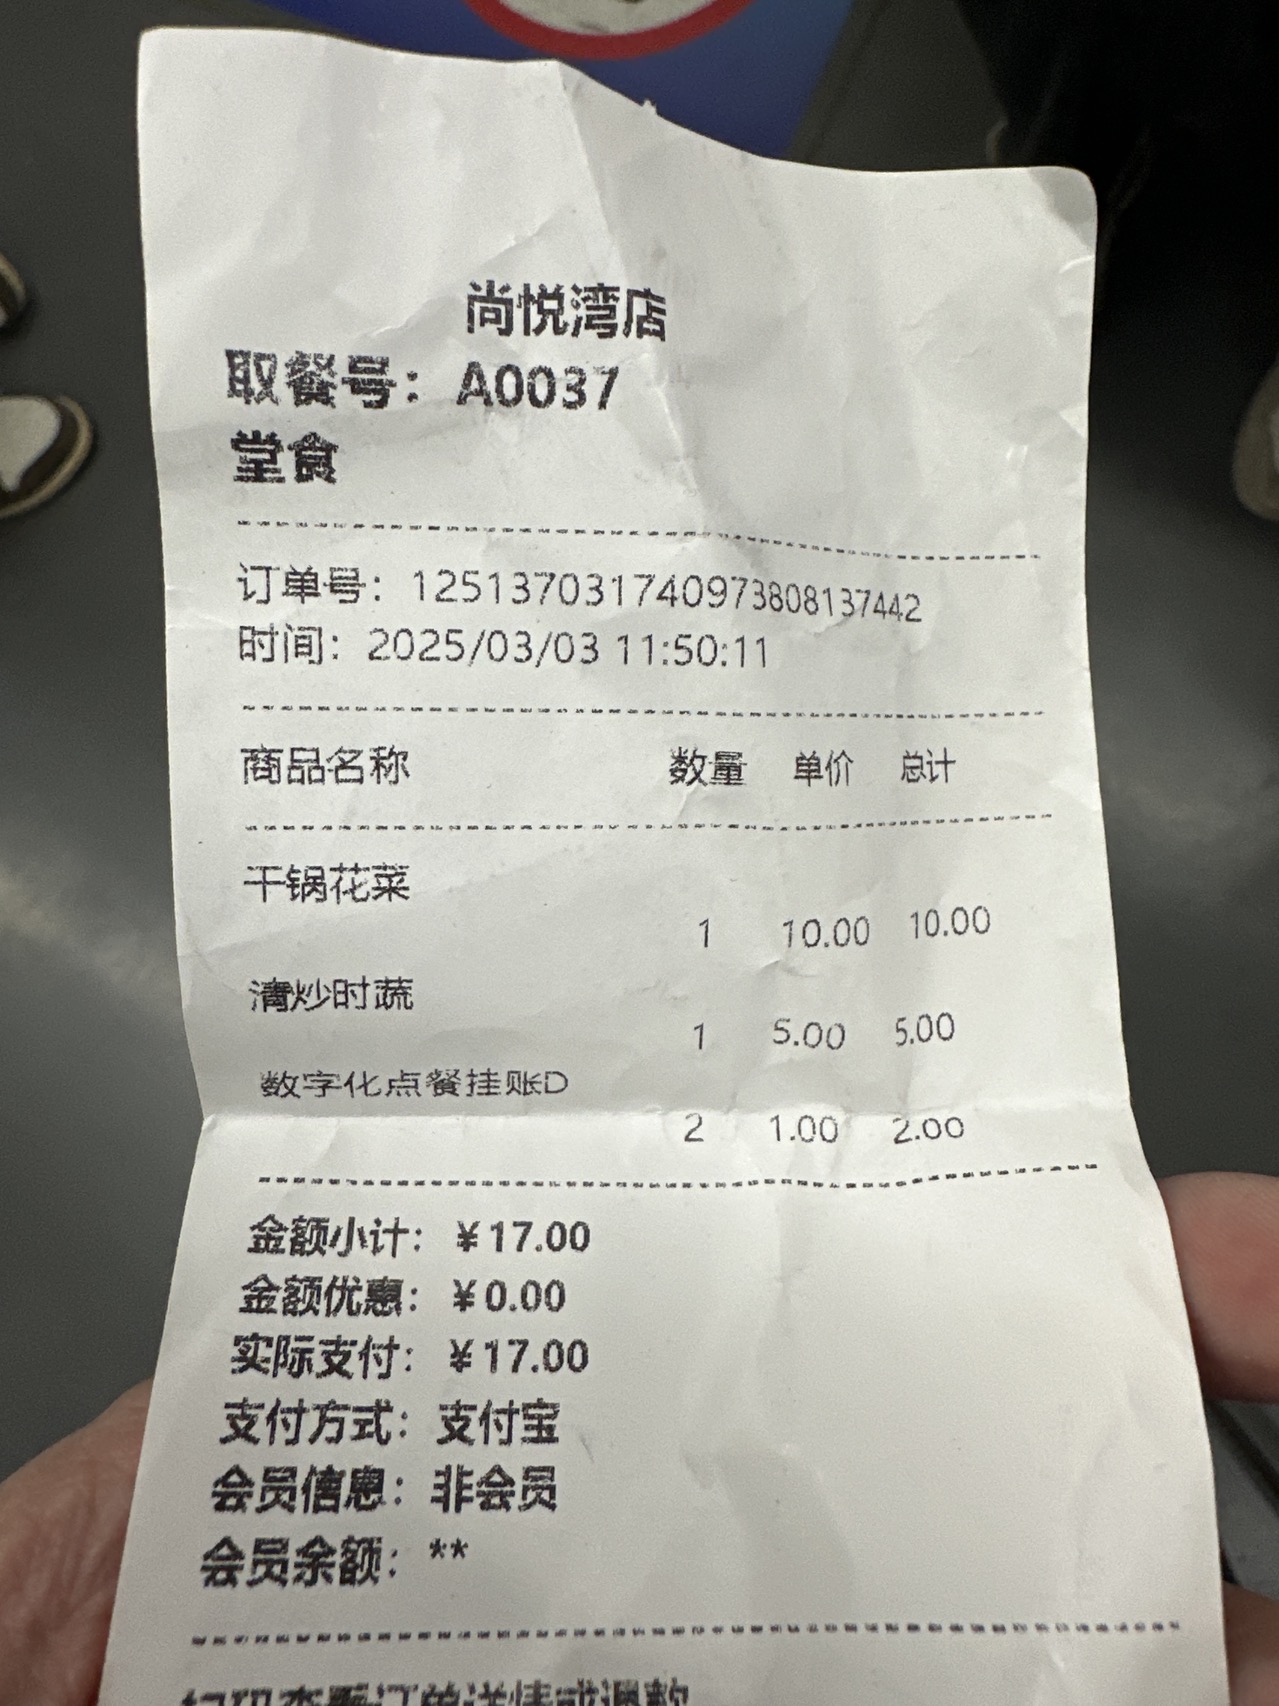 尚悦湾店
取餐号：A0037
堂食
订单号：125137031740973808137442
时间：2025/03/03 11:50:11
商品名称 数量 单价 总计
干锅花菜
1 10.00 10.00
清炒时蔬
1 5.00 5.00
数字化点餐挂账D
2 1.00 2.00
金额小计：￥17.00
金额优惠：￥0.00
实际支付：￥17.00
支付方式：支付宝
会员信息：非会员
会员余额：**